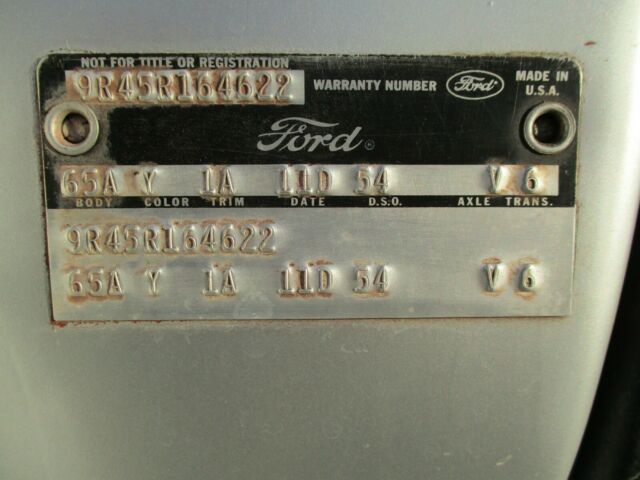 NOT FOR TITLE OR REGISTRATION
9R45R164622 WARRANTY NUMBER Ford MADE IN U.S.A.
Ford®
65A Y 1A 11D 54 V 6
BODY COLOR TRIM DATE D.S.O. AXLE TRANS.
9R45R164622
65A Y 1A 11D 54 V 6